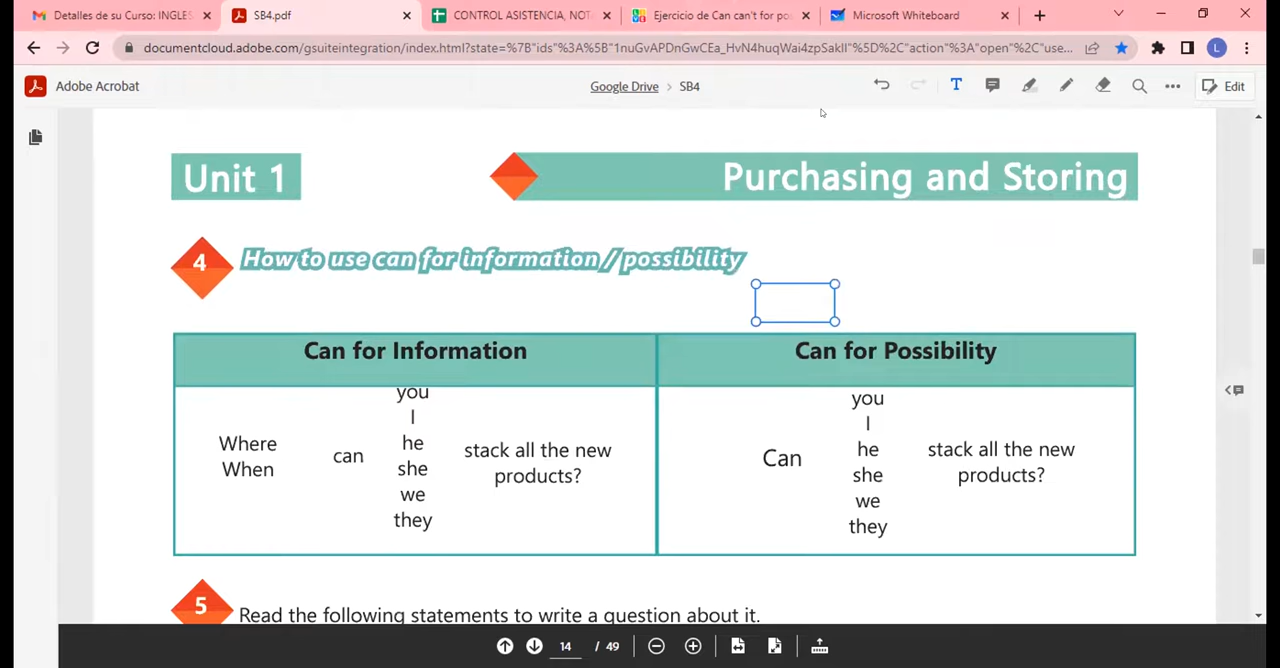 Detalles de su Curso: INGLES
SB4.pdf
CONTROL ASISTENCIA, NOT
Ejercicio de Can can't for po
Microsoft Whiteboard
documentcloud.adobe.com/gsuiteintegration/index.html?state=%7B"ids"%3A%5B"1nuGvAPDnGwCEa_HvN4huqWai4zpSakIl"%5D%2C"action"%3A"open"%2C"use...
L
Adobe Acrobat
Google Drive > SB4
T
Edit
Unit 1
Purchasing and Storing
4
How to use can for information / possibility
Can for Information
Can for Possibility
Where
When
can
you
I
he
she
we
they
stack all the new
products?
Can
you
I
he
she
we
they
stack all the new
products?
5
Read the following statements to write a question about it.
14 / 49